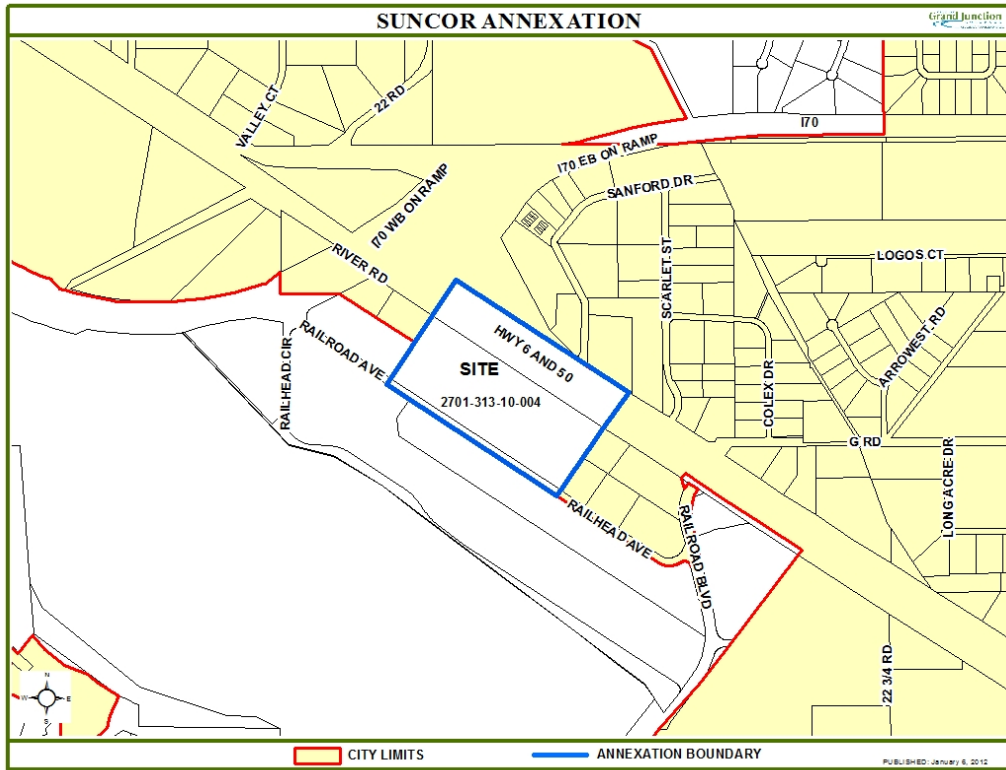 SUNCOR ANNEXATION
Grand Junction
VALLEY CT
22 RD
I70
I70 EB ON RAMP
I70 WB ON RAMP
SANFORD DR
RIVER RD
SCARLET ST
LOGOS CT
HWY 6 AND 50
RAILROAD AVE
RAILHEAD CIR
SITE
2701-313-10-004
COLEX DR
ARROWEST RD
G RD
LONG ACRE DR
RAILHEAD AVE
RAILROAD BLVD
22 3/4 RD
N
W
E
S
CITY LIMITS
ANNEXATION BOUNDARY
PUBLISHED: January 6, 2012